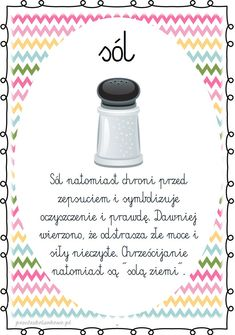 sól
Sól natomiast chroni przed
zepsuciem i symbolizuje
oczyszczenie i prawdę. Dawniej
wierzono, że odstrasza złe moce i
siły nieczyste. Chrześcijanie
natomiast są "solą ziemi".